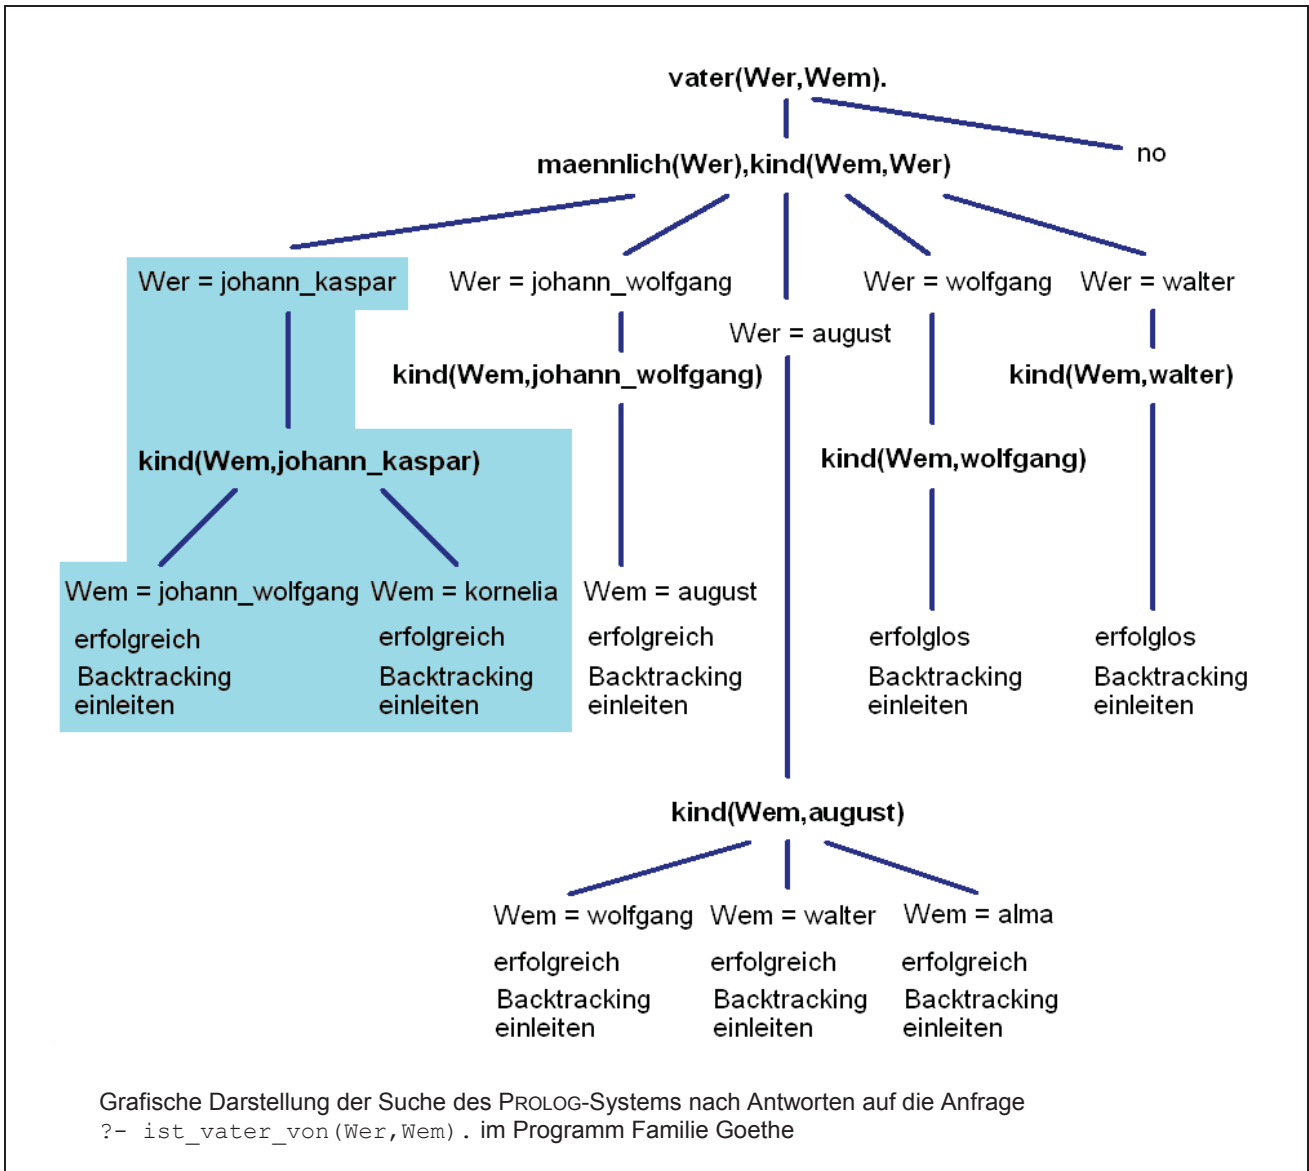 vater(Wer,Wem).
no
maennlich(Wer),kind(Wem,Wer)
Wer = johann_kaspar
Wer = johann_wolfgang
Wer = august
Wer = wolfgang
Wer = walter
kind(Wem,johann_wolfgang)
kind(Wem,walter)
kind(Wem,johann_kaspar)
kind(Wem,wolfgang)
Wem = johann_wolfgang
erfolgreich
Backtracking
einleiten
Wem = kornelia
erfolgreich
Backtracking
einleiten
Wem = august
erfolgreich
Backtracking
einleiten
erfolglos
Backtracking
einleiten
erfolglos
Backtracking
einleiten
kind(Wem,august)
Wem = wolfgang
erfolgreich
Backtracking
einleiten
Wem = walter
erfolgreich
Backtracking
einleiten
Wem = alma
erfolgreich
Backtracking
einleiten
Grafische Darstellung der Suche des PROLOG-Systems nach Antworten auf die Anfrage
?- ist_vater_von(Wer,Wem). im Programm Familie Goethe